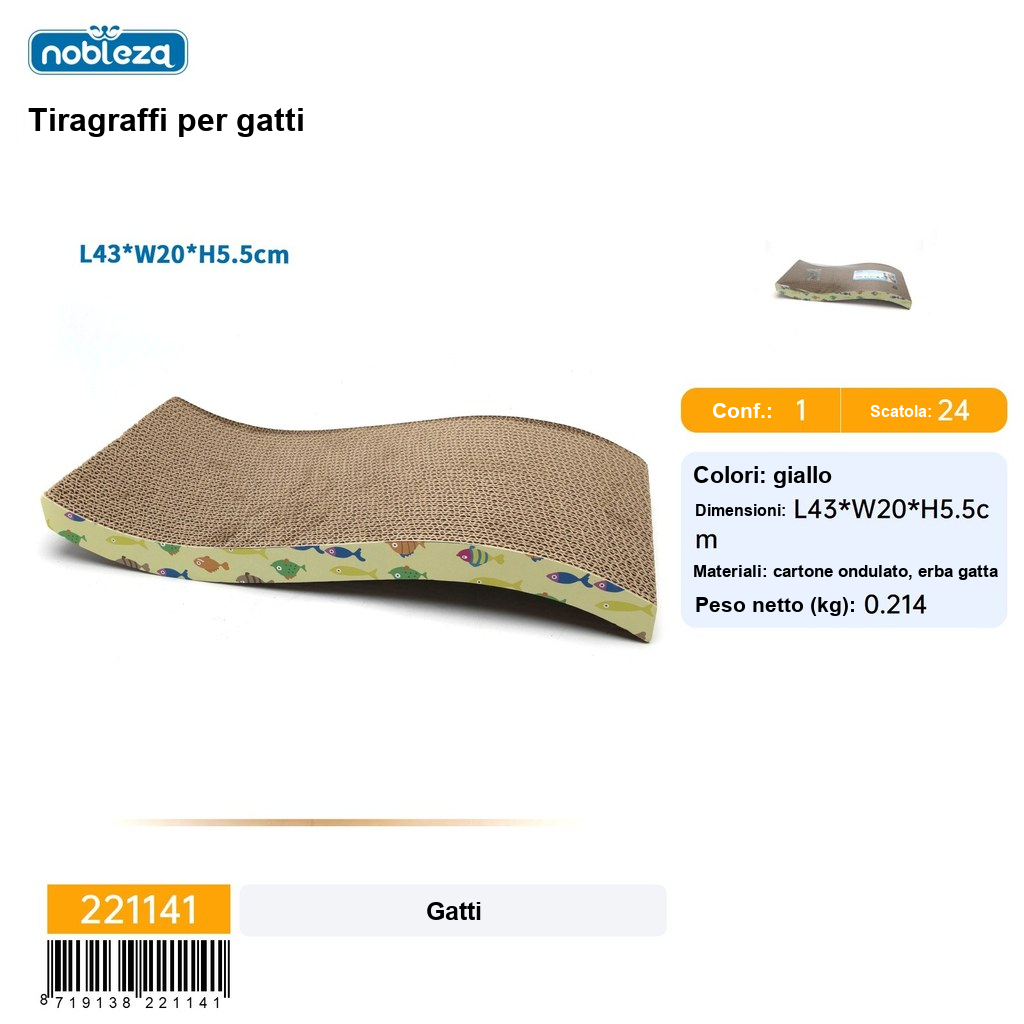 nobleza
Tiragraffi per gatti
L43*W20*H5.5cm
Conf.: 1
Scatola: 24
Colori: giallo
Dimensioni: L43*W20*H5.5c
m
Materiali: cartone ondulato, erba gatta
Peso netto (kg): 0.214
221141
Gatti
8 719138 221141